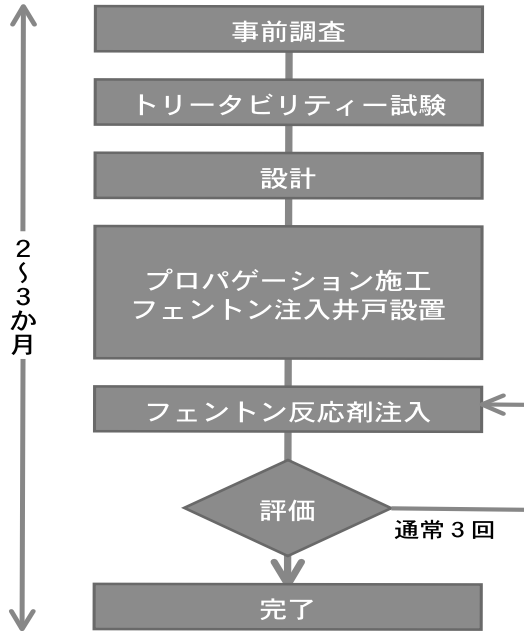 事前調査
トリータビリティー試験
設計
プロパゲーション施工
フェントン注入井戸設置
2〜3か月
フェントン反応剤注入
評価
通常3回
完了